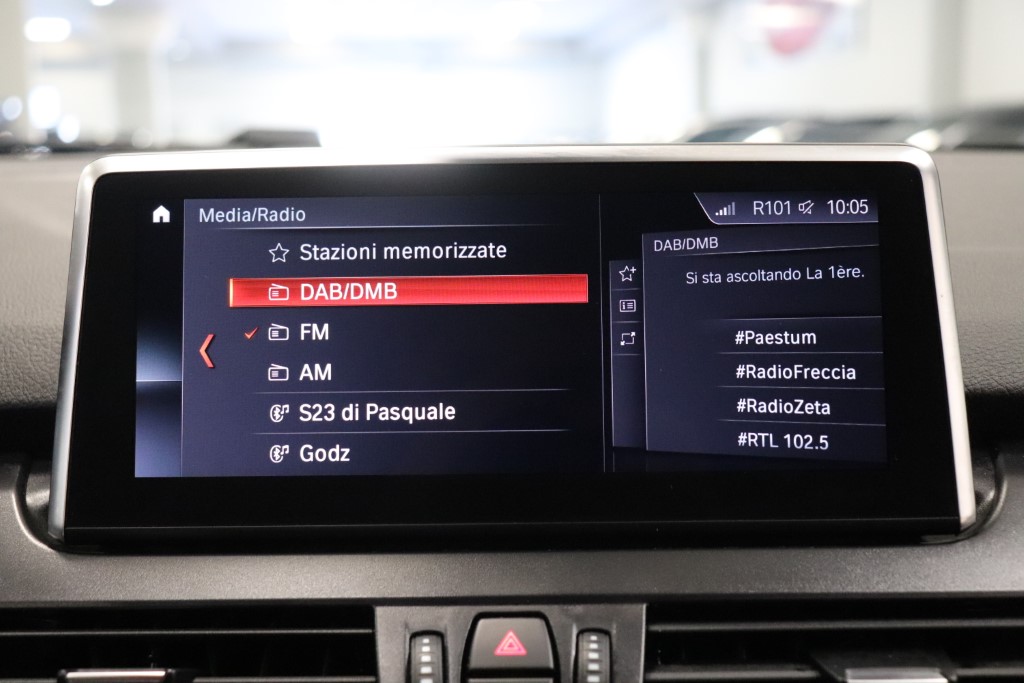 Media/Radio
Stazioni memorizzate
DAB/DMB
FM
AM
S23 di Pasquale
Godz
R101 10:05
DAB/DMB
Si sta ascoltando La 1ère.
#Paestum
#RadioFreccia
#RadioZeta
#RTL 102.5